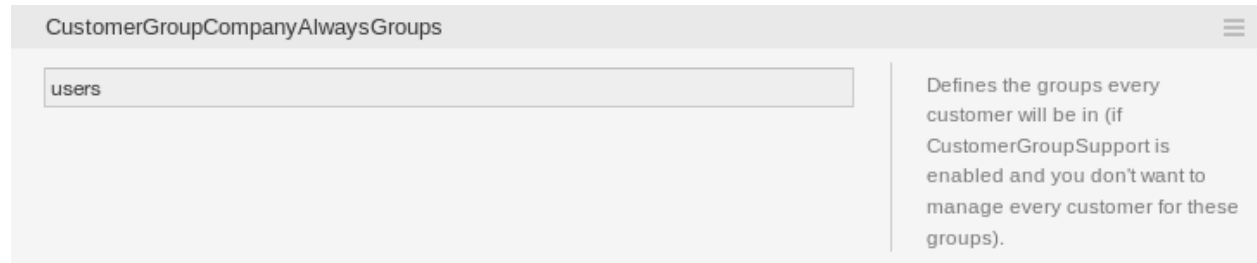 CustomerGroupCompanyAlwaysGroups
users
Defines the groups every
customer will be in (if
CustomerGroupSupport is
enabled and you don't want to
manage every customer for these
groups).